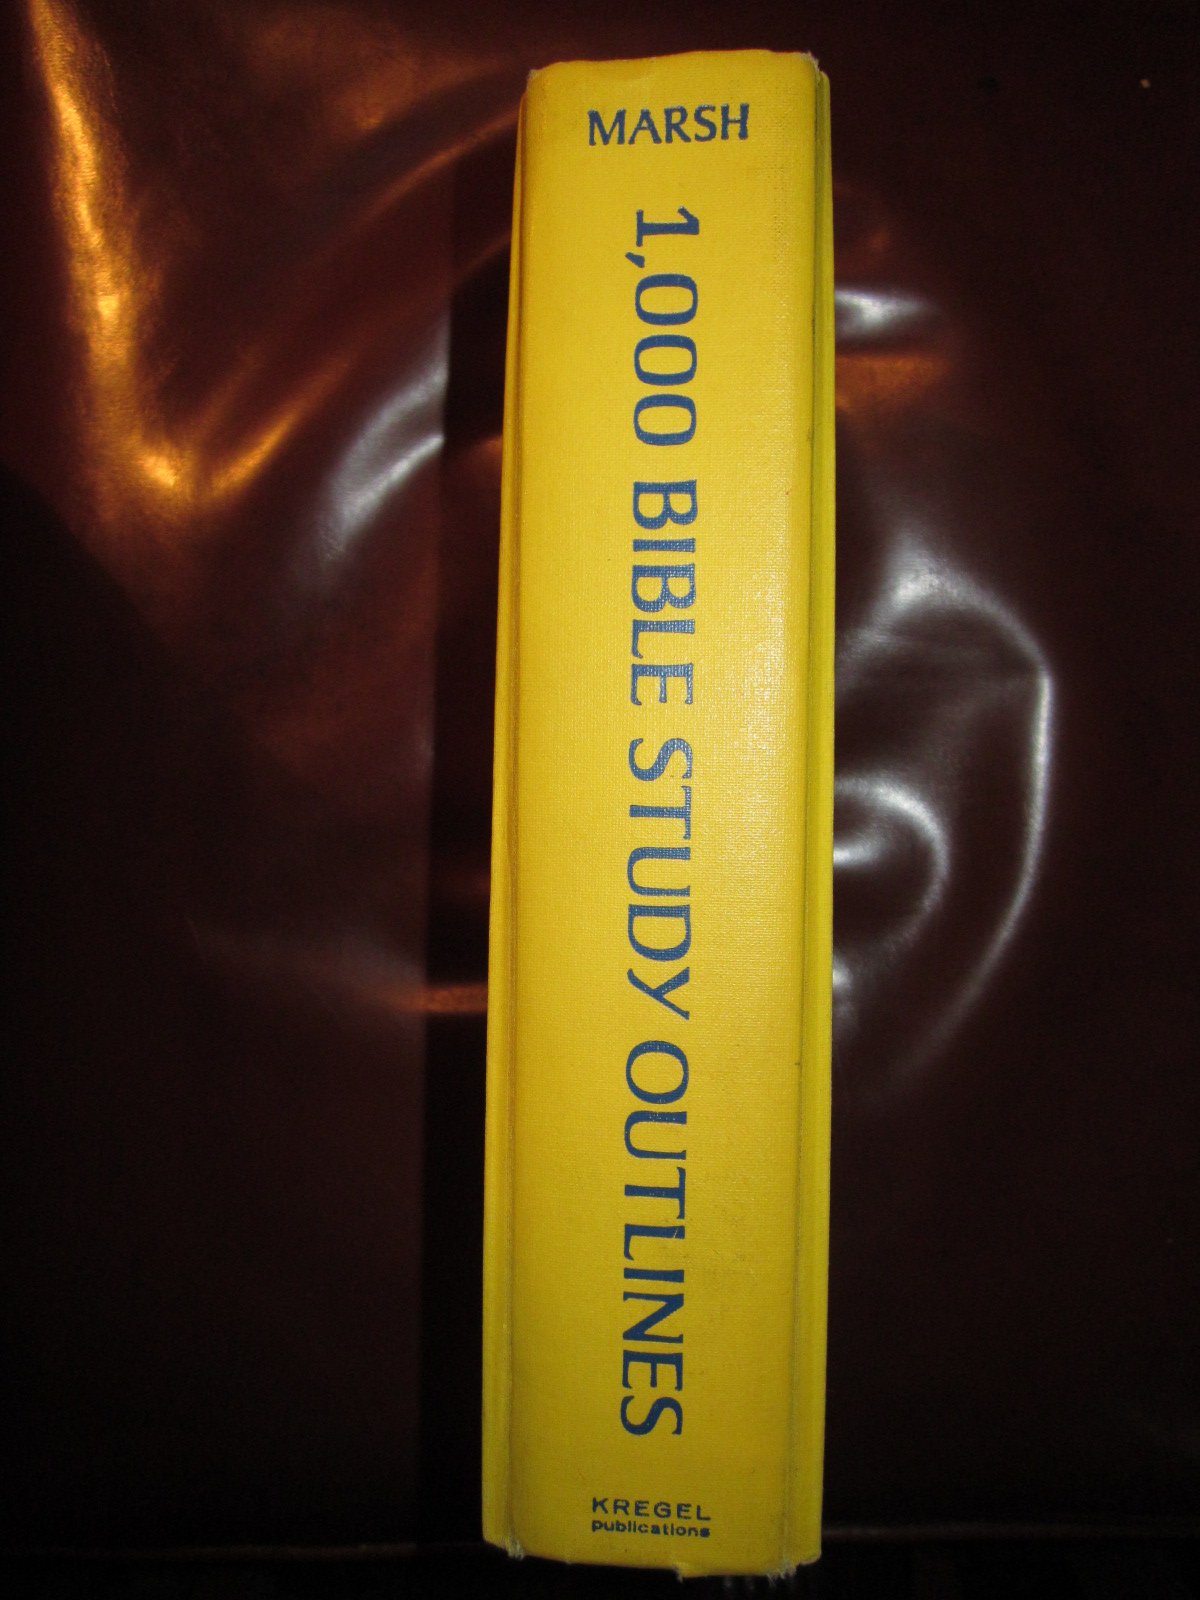 MARSH
1,000 BIBLE STUDY OUTLINES
KREGEL
publications